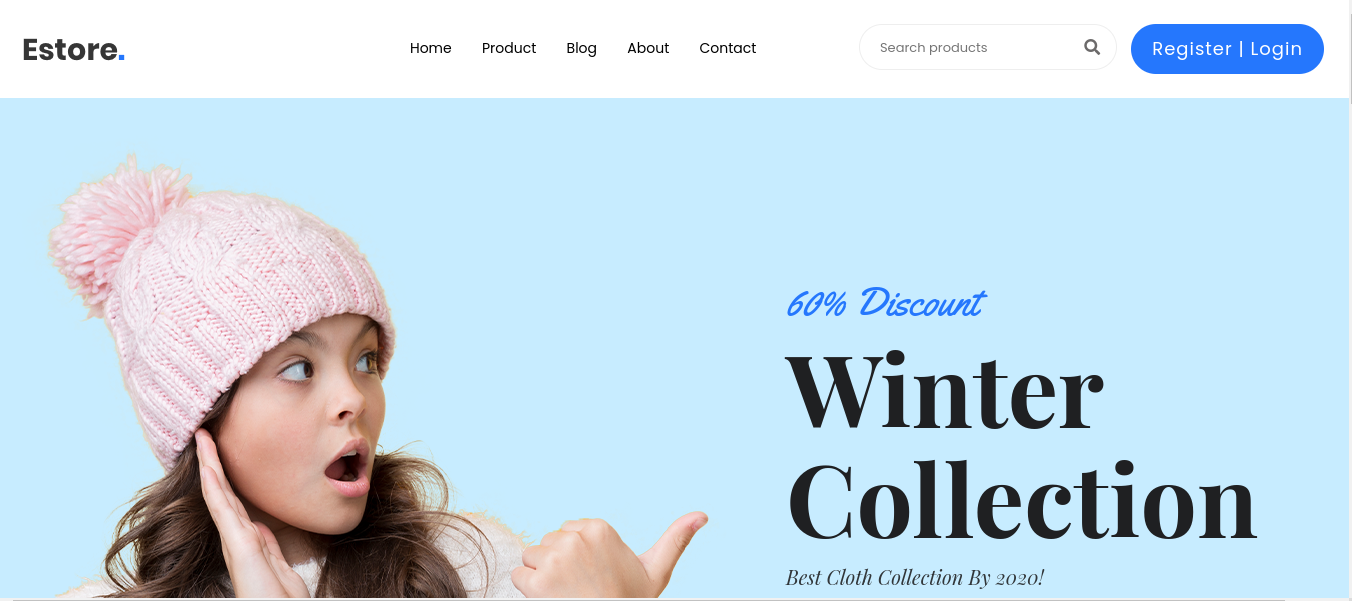 Estore.
Home Product Blog About Contact
Search products
Register | Login
60% Discount
Winter
Collection
Best Cloth Collection By 2020!